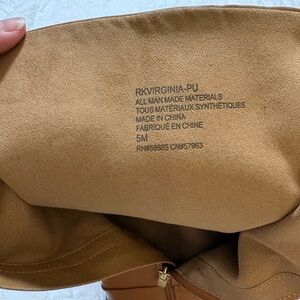 RKVIRGINIA-PU
ALL MAN MADE MATERIALS
TOUS MATÉRIAUX SYNTHÉTIQUES
MADE IN CHINA
FABRIQUÉ EN CHINE
5M
RN#68665 CN#57963